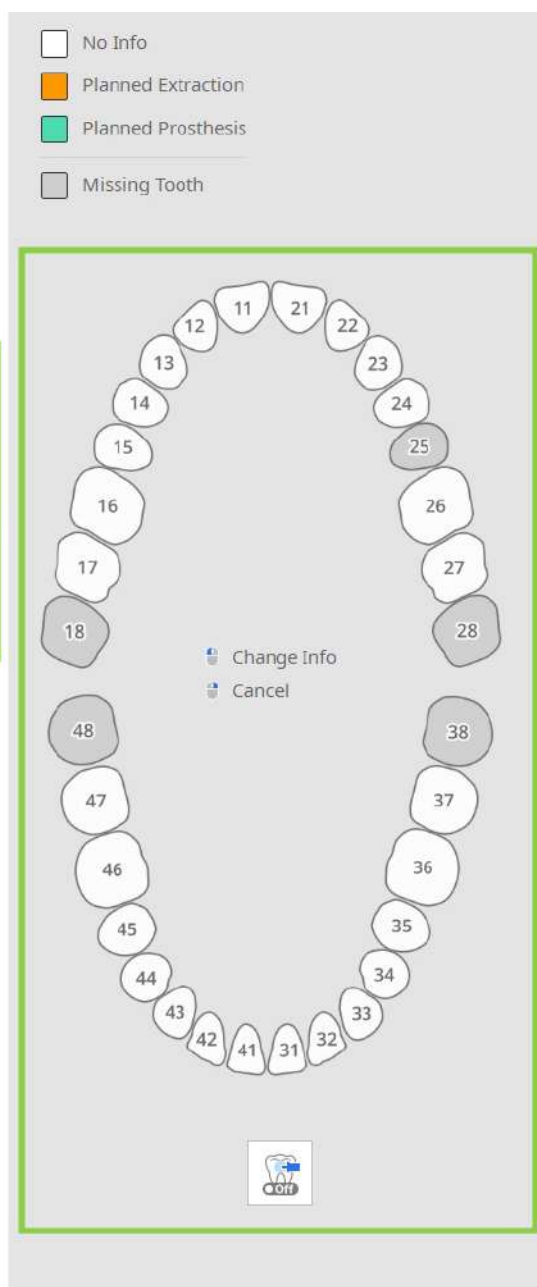 No Info
Planned Extraction
Planned Prosthesis
Missing Tooth
11 21
12 22
13 23
14 24
15 25
16 26
17 27
18 28
Change Info
Cancel
48 38
47 37
46 36
45 35
44 34
43 33
42 32
41 31
Off